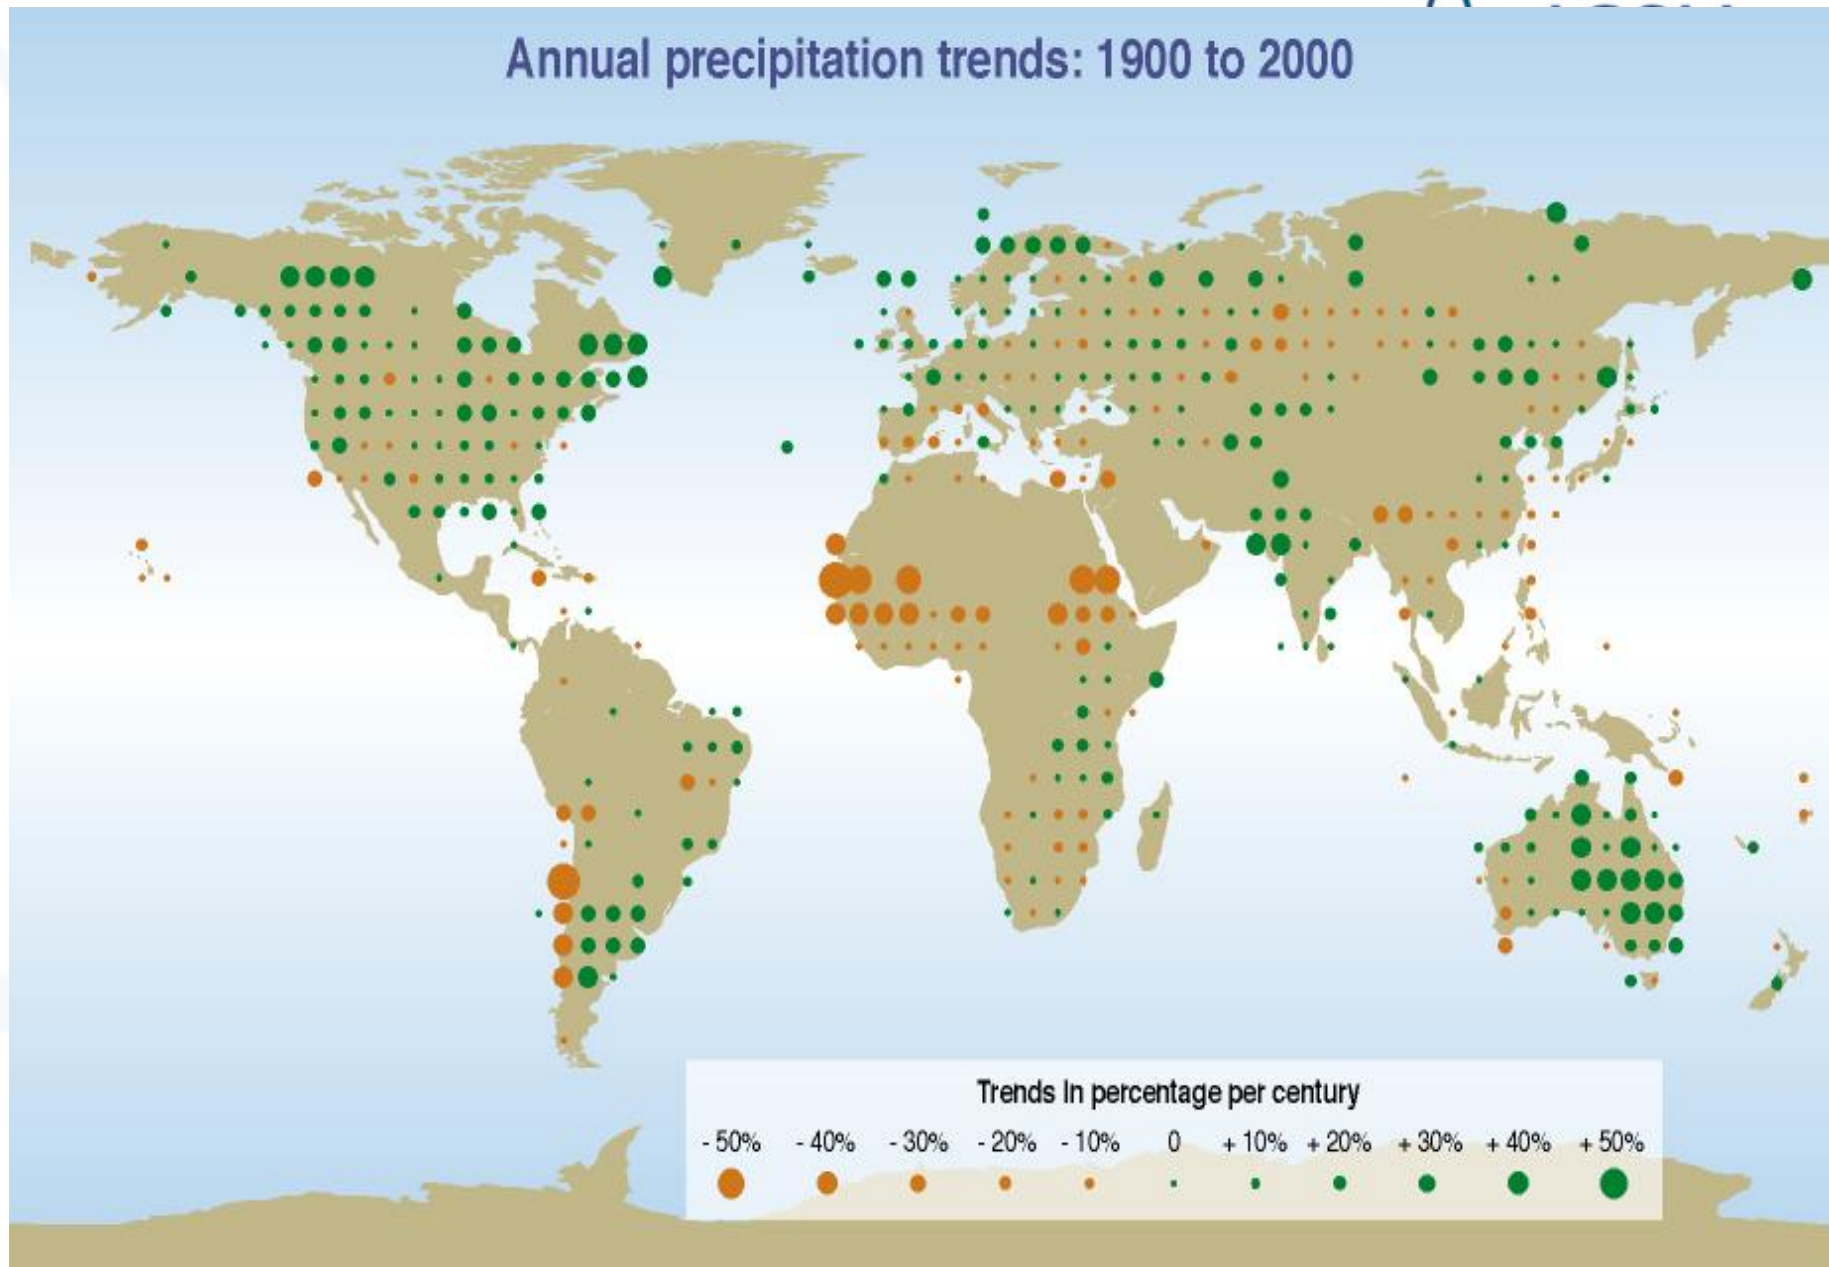 Annual precipitation trends: 1900 to 2000
Trends in percentage per century
- 50% - 40% - 30% - 20% - 10% 0 + 10% + 20% + 30% + 40% + 50%